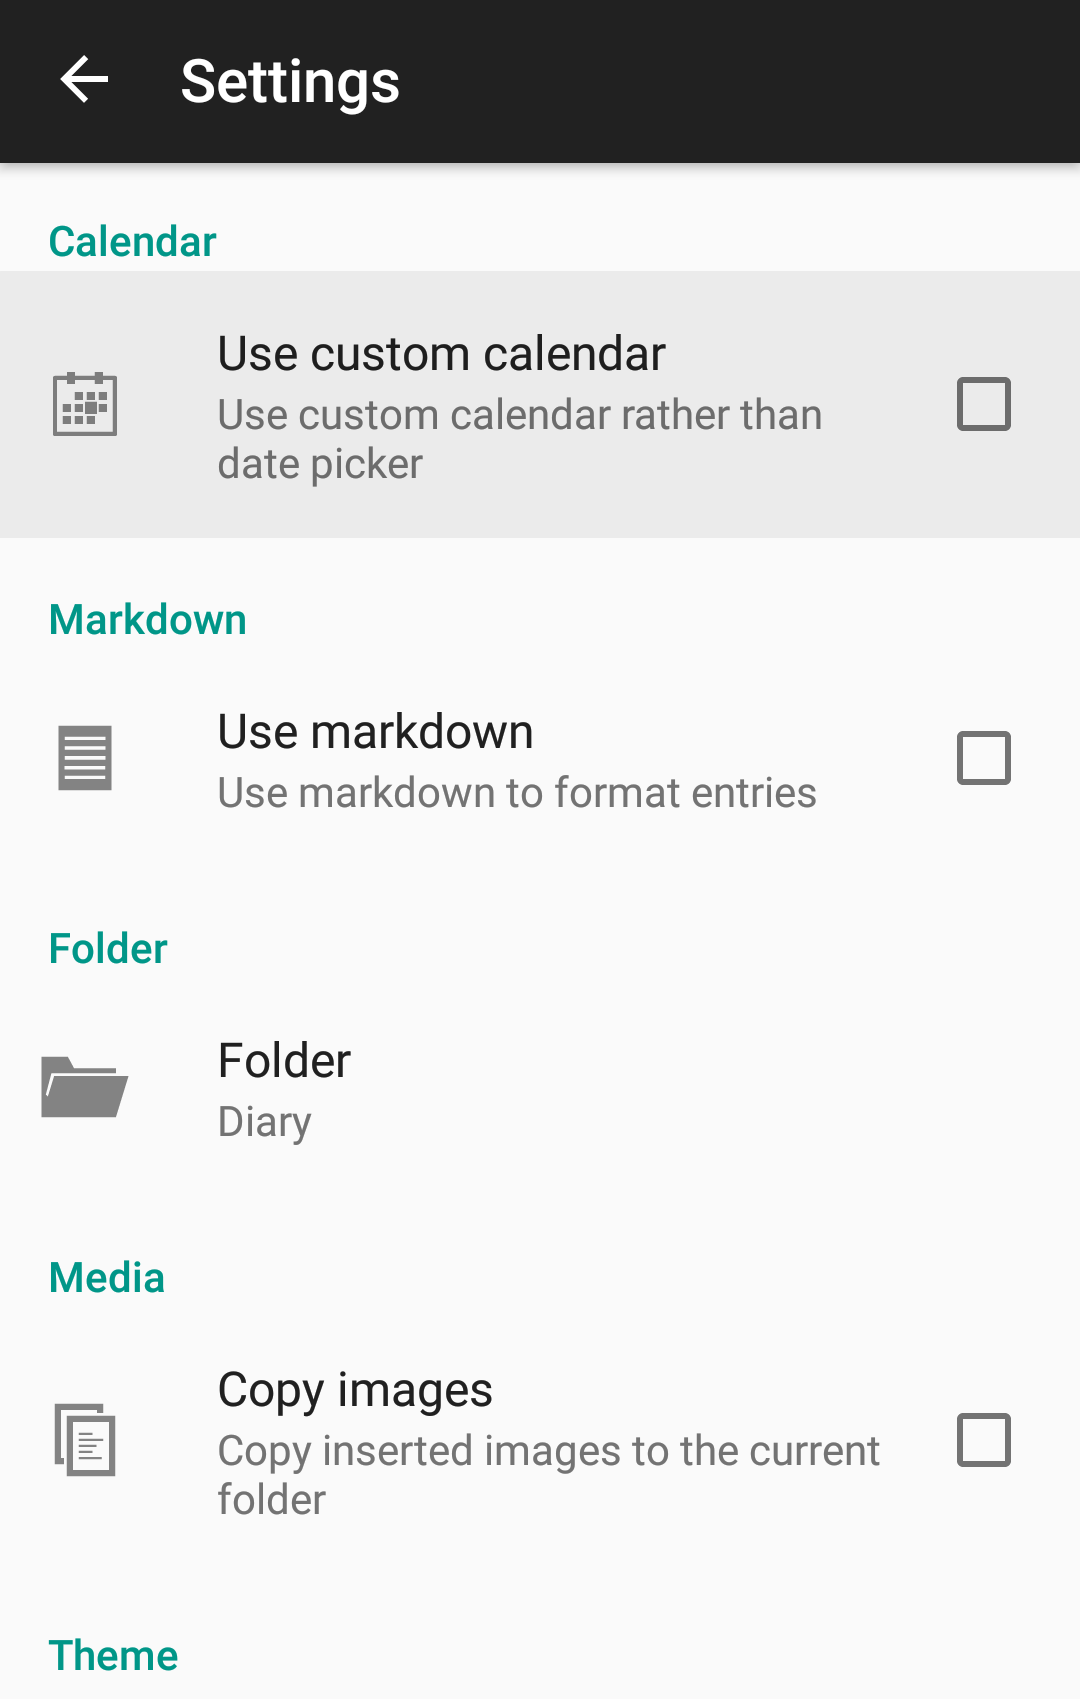 Settings
Calendar
Use custom calendar
Use custom calendar rather than
date picker
Markdown
Use markdown
Use markdown to format entries
Folder
Folder
Diary
Media
Copy images
Copy inserted images to the current
folder
Theme